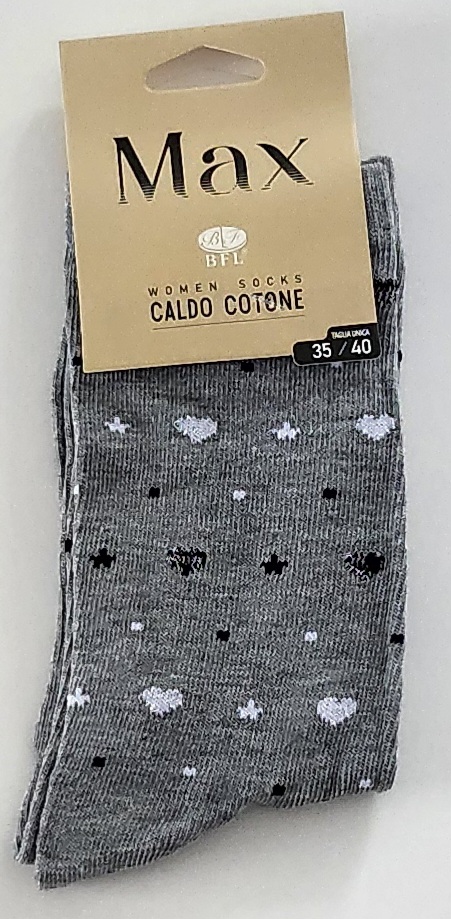 Max
BFL
WOMEN SOCKS
CALDO COTONE
TAGLIA UNICA
35 / 40